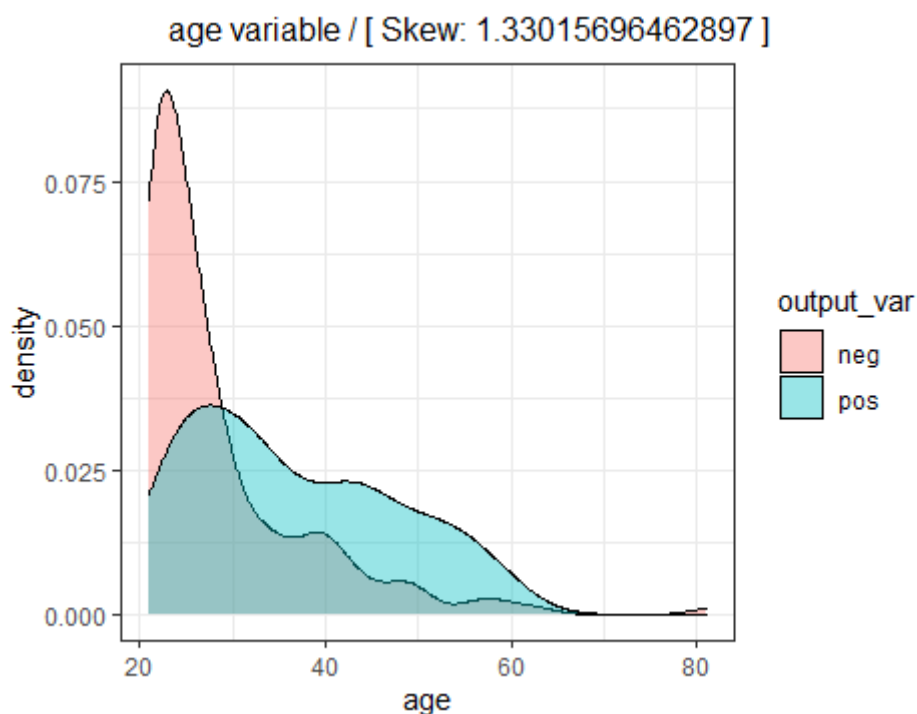 age variable / [ Skew: 1.33015696462897 ]
density
0.075
0.050
0.025
0.000
20 40 60 80
age
output_var
neg
pos